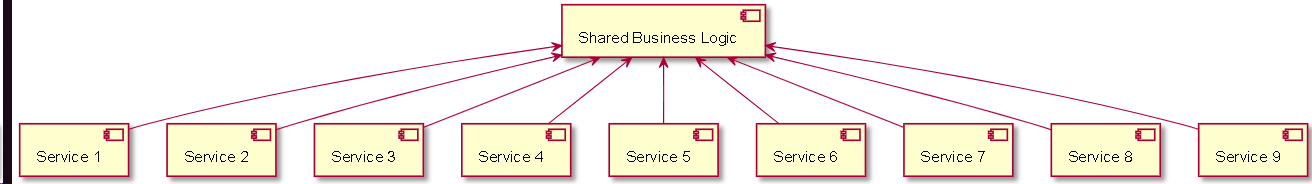 Shared Business Logic
Service 1
Service 2
Service 3
Service 4
Service 5
Service 6
Service 7
Service 8
Service 9